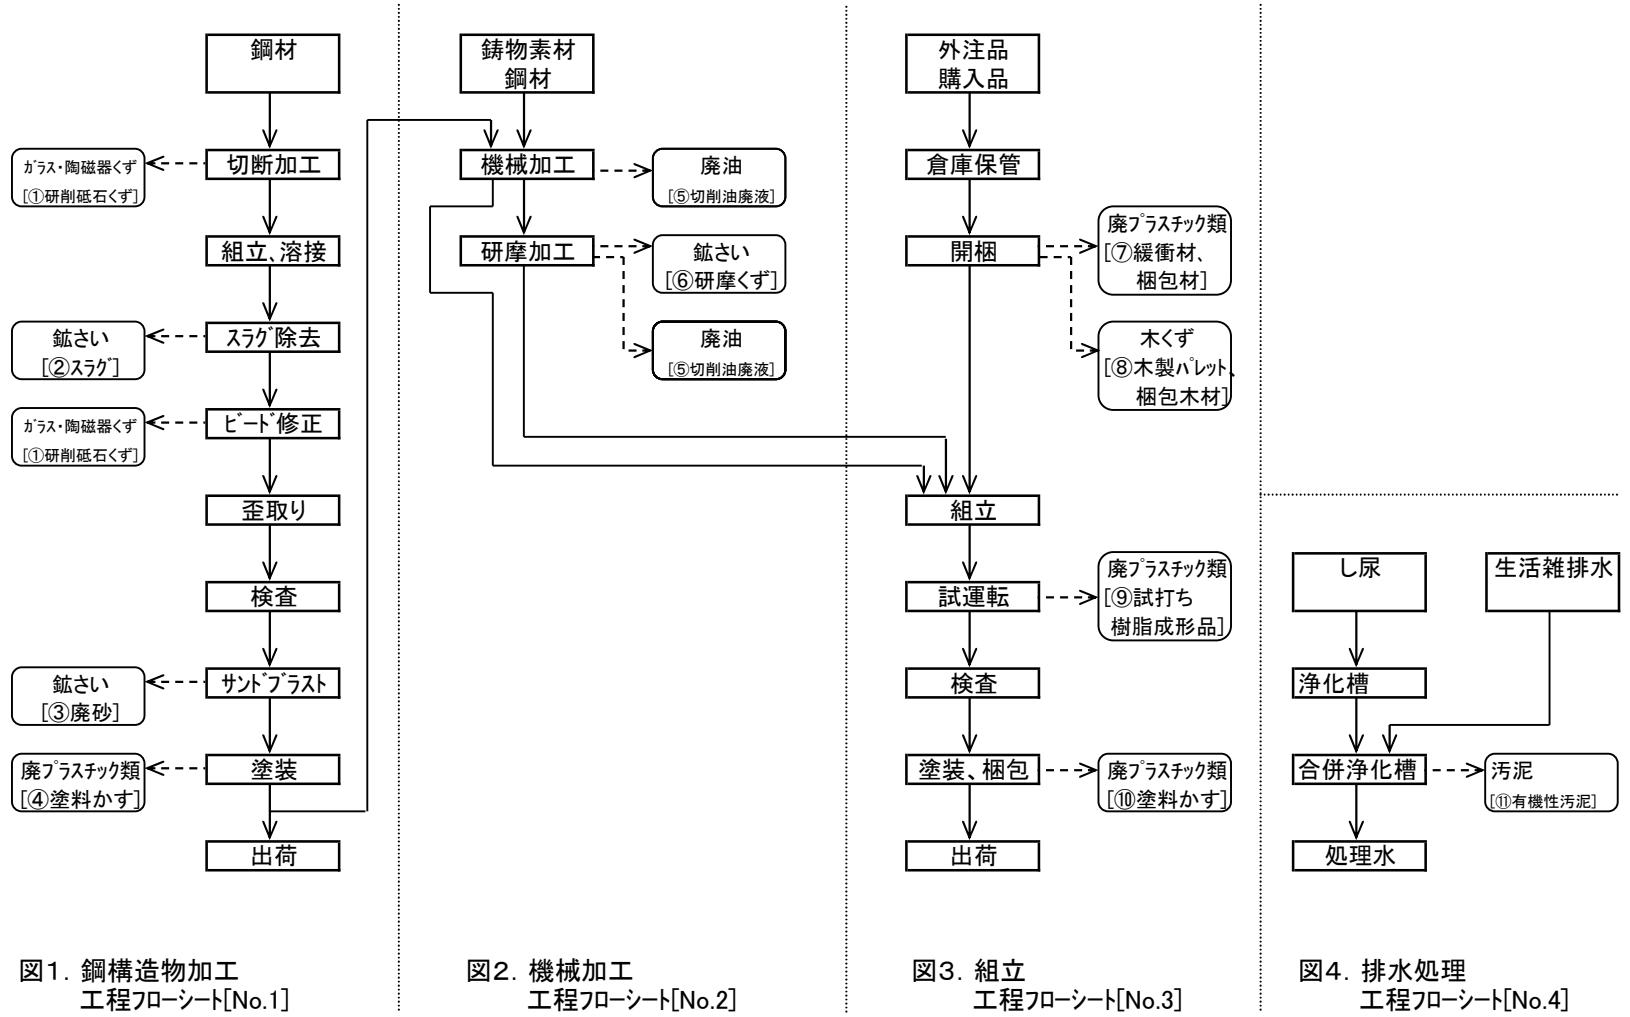 鋼材
ｶﾞﾗｽ・陶磁器くず
[①研削砥石くず]
切断加工
組立、溶接
鉱さい
[②ｽﾗｸﾞ]
ｽﾗｸﾞ除去
ｶﾞﾗｽ・陶磁器くず
[①研削砥石くず]
ﾋﾞｰﾄﾞ修正
歪取り
検査
鉱さい
[③廃砂]
ｻﾝﾄﾞﾌﾞﾗｽﾄ
廃ﾌﾟﾗｽﾁｯｸ類
[④塗料かす]
塗装
出荷
図１．鋼構造物加工
工程ﾌﾛｰｼｰﾄ[No.1]
鋳物素材
鋼材
機械加工
廃油
[⑤切削油廃液]
研摩加工
鉱さい
[⑥研摩くず]
廃油
[⑤切削油廃液]
図２．機械加工
工程ﾌﾛｰｼｰﾄ[No.2]
外注品
購入品
倉庫保管
開梱
廃ﾌﾟﾗｽﾁｯｸ類
[⑦緩衝材、
梱包材]
木くず
[⑧木製ﾊﾟﾚｯﾄ、
梱包木材]
組立
試運転
廃ﾌﾟﾗｽﾁｯｸ類
[⑨試打ち
樹脂成形品]
検査
塗装、梱包
廃ﾌﾟﾗｽﾁｯｸ類
[⑩塗料かす]
出荷
図３．組立
工程ﾌﾛｰｼｰﾄ[No.3]
し尿
生活雑排水
浄化槽
合併浄化槽
汚泥
[⑪有機性汚泥]
処理水
図４．排水処理
工程ﾌﾛｰｼｰﾄ[No.4]